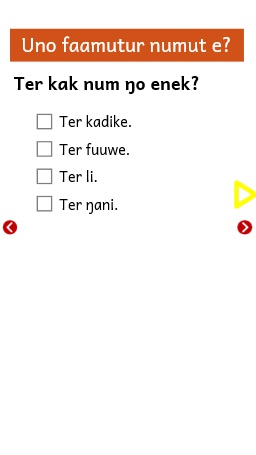 Uno faamutur numut e?
Ter kak num ŋo enek?
Ter kadike.
Ter fuuwe.
Ter li.
Ter ŋani.